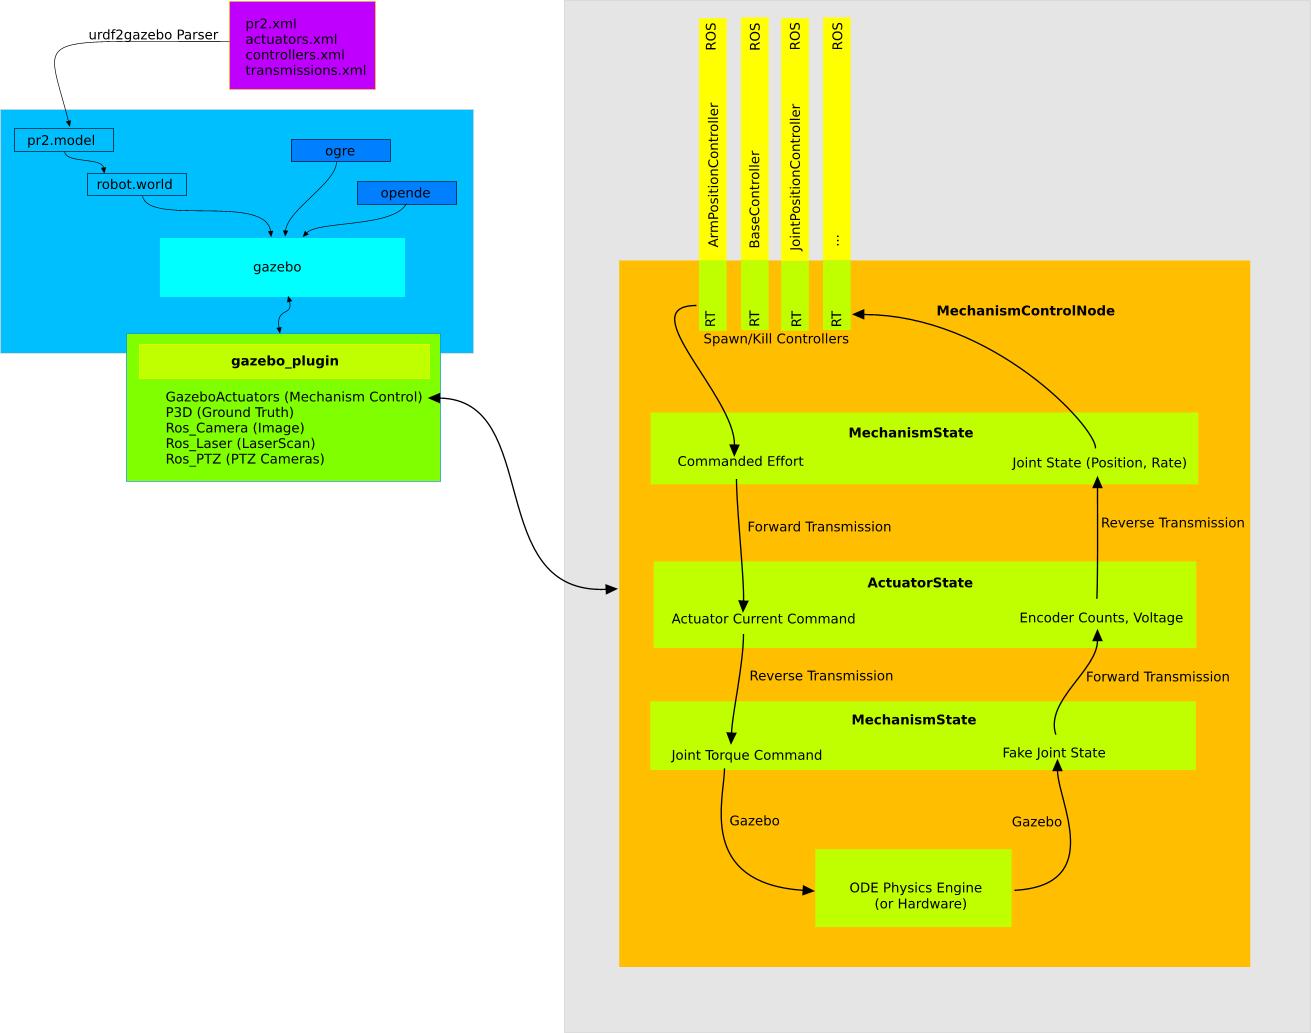 pr2.xml
actuators.xml
controllers.xml
transmissions.xml
urdf2gazebo Parser
pr2.model
robot.world
ogre
opende
gazebo
gazebo_plugin
GazeboActuators (Mechanism Control)
P3D (Ground Truth)
Ros_Camera (Image)
Ros_Laser (LaserScan)
Ros_PTZ (PTZ Cameras)
RT ArmPositionController ROS
RT BaseController ROS
RT JointPositionController ROS
RT ... ROS
Spawn/Kill Controllers
MechanismControlNode
MechanismState
Commanded Effort
Joint State (Position, Rate)
Forward Transmission
Reverse Transmission
ActuatorState
Actuator Current Command
Encoder Counts, Voltage
Reverse Transmission
Forward Transmission
MechanismState
Joint Torque Command
Fake Joint State
Gazebo
Gazebo
ODE Physics Engine
(or Hardware)